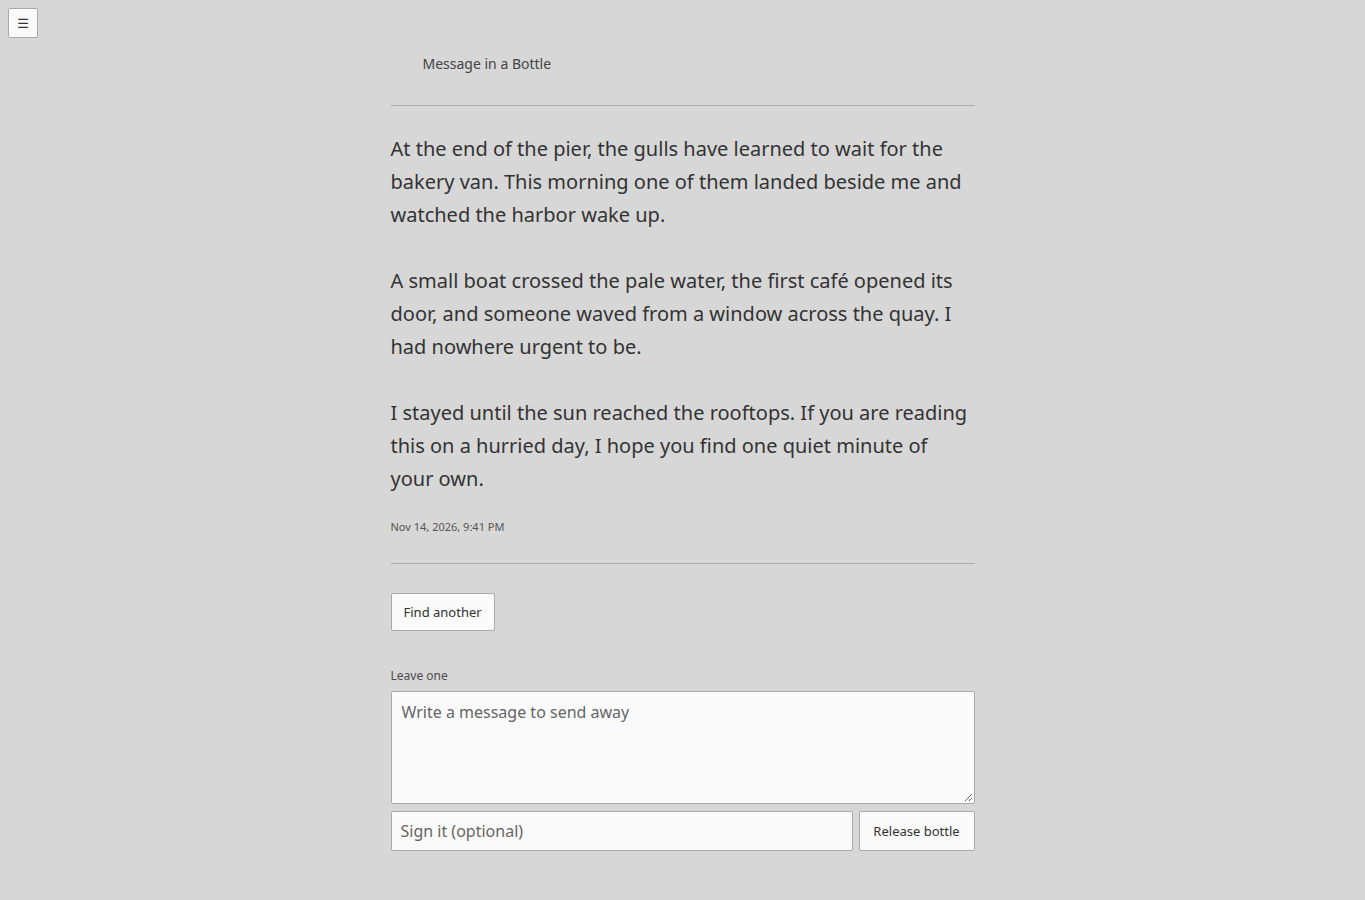 ☰
Message in a Bottle
At the end of the pier, the gulls have learned to wait for the
bakery van. This morning one of them landed beside me and
watched the harbor wake up.
A small boat crossed the pale water, the first café opened its
door, and someone waved from a window across the quay. I
had nowhere urgent to be.
I stayed until the sun reached the rooftops. If you are reading
this on a hurried day, I hope you find one quiet minute of
your own.
Nov 14, 2026, 9:41 PM
Find another
Leave one
Write a message to send away
Sign it (optional)
Release bottle